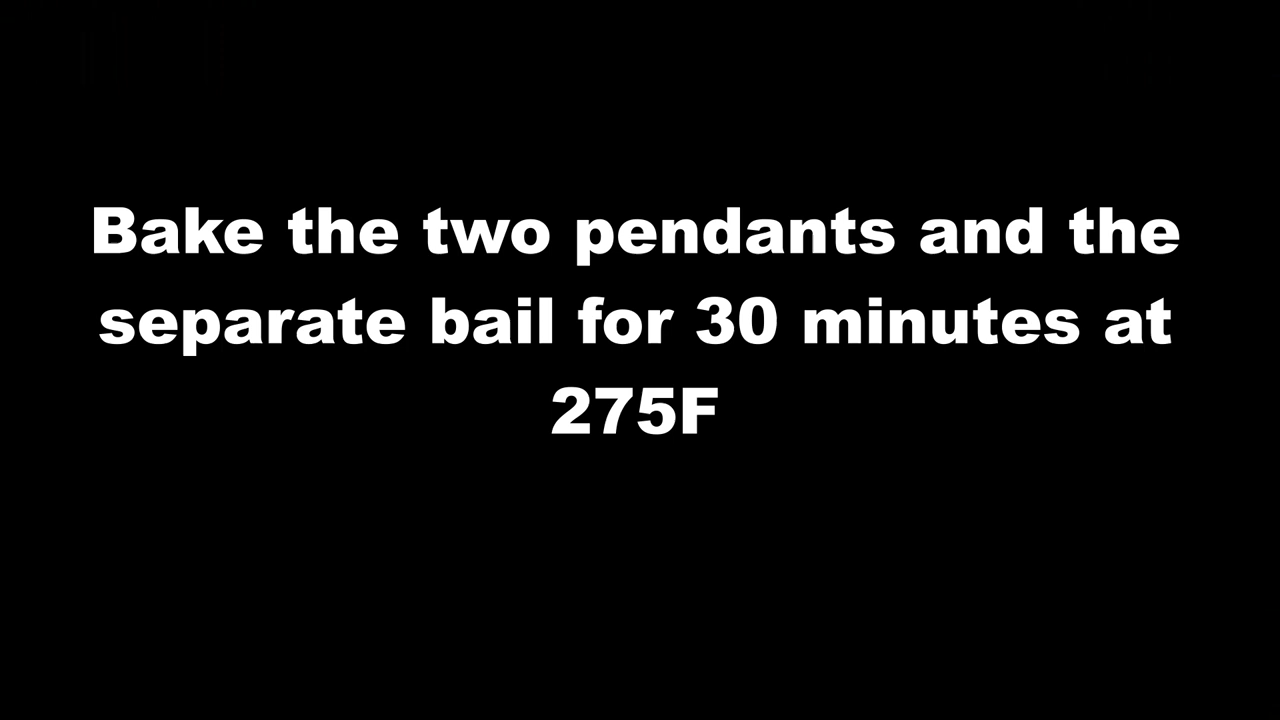 Bake the two pendants and the
separate bail for 30 minutes at
275F